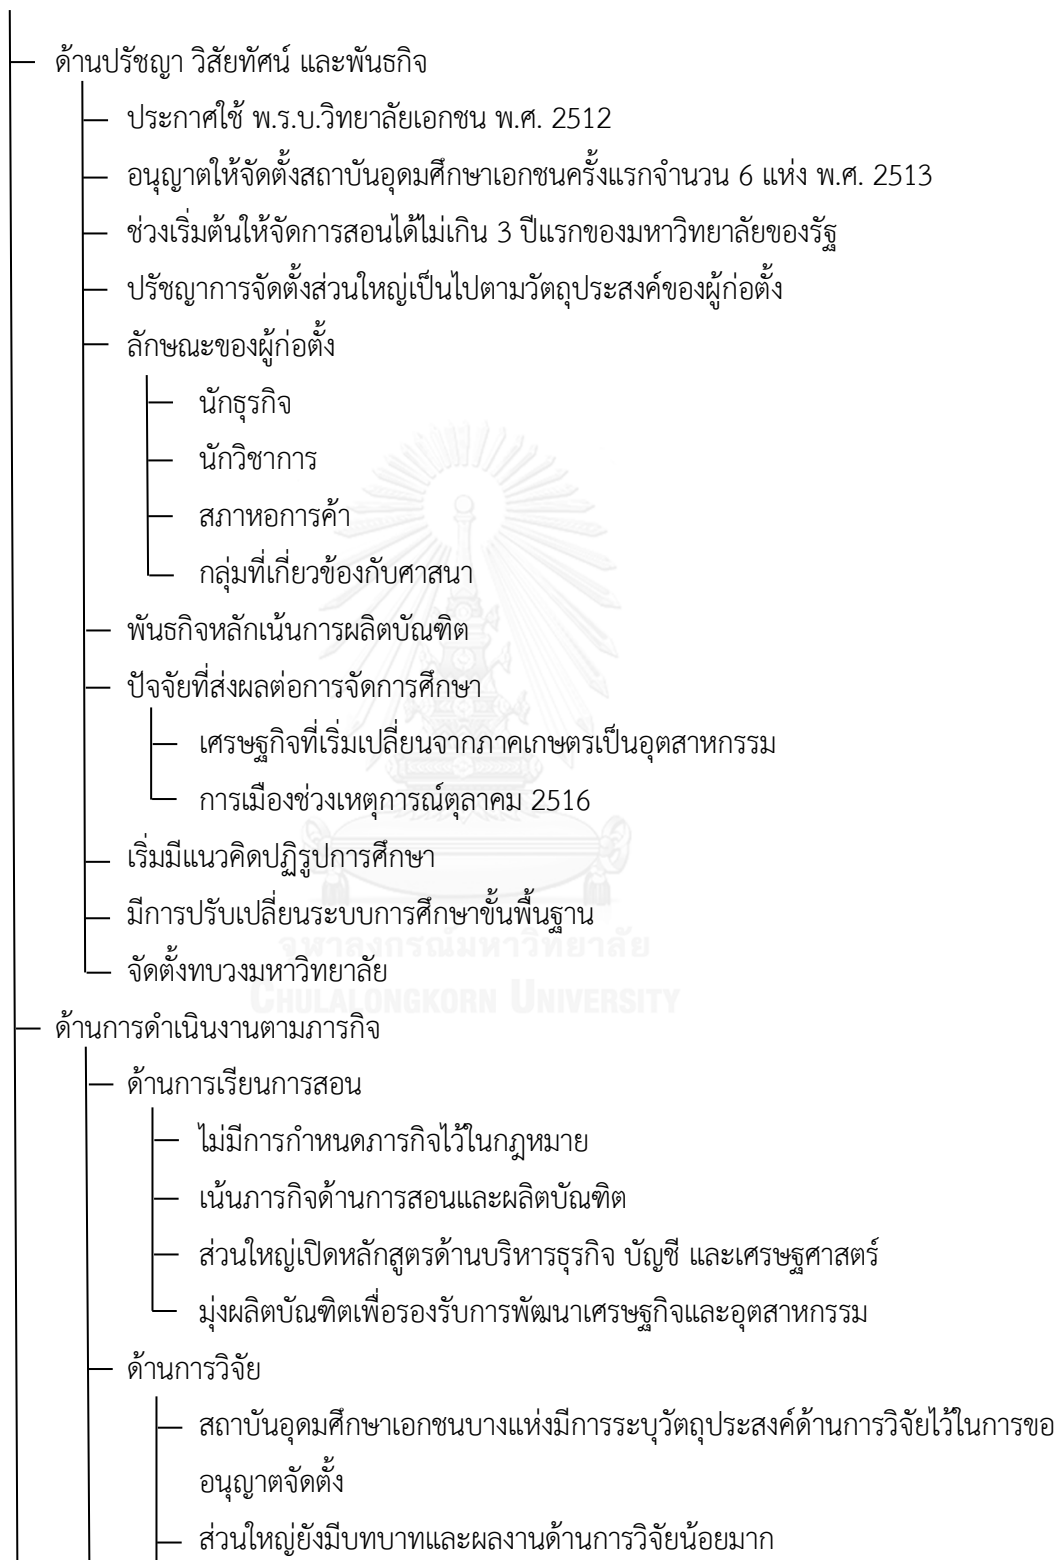 ด้านปรัชญา วิสัยทัศน์ และพันธกิจ
ประกาศใช้ พ.ร.บ.วิทยาลัยเอกชน พ.ศ. 2512
อนุญาตให้จัดตั้งสถาบันอุดมศึกษาเอกชนครั้งแรกจำนวน 6 แห่ง พ.ศ. 2513
ช่วงเริ่มต้นให้จัดการสอนได้ไม่เกิน 3 ปีแรกของมหาวิทยาลัยของรัฐ
ปรัชญาการจัดตั้งส่วนใหญ่เป็นไปตามวัตถุประสงค์ของผู้ก่อตั้ง
ลักษณะของผู้ก่อตั้ง
นักธุรกิจ
นักวิชาการ
สภาหอการค้า
กลุ่มที่เกี่ยวข้องกับศาสนา
พันธกิจหลักเน้นการผลิตบัณฑิต
ปัจจัยที่ส่งผลต่อการจัดการศึกษา
เศรษฐกิจที่เริ่มเปลี่ยนจากภาคเกษตรเป็นอุตสาหกรรม
การเมืองช่วงเหตุการณ์ตุลาคม 2516
เริ่มมีแนวคิดปฏิรูปการศึกษา
มีการปรับเปลี่ยนระบบการศึกษาขั้นพื้นฐาน
จุฬาลงกรณ์มหาวิทยาลัย
จัดตั้งทบวงมหาวิทยาลัย
CHULALONGKORN UNIVERSITY
ด้านการดำเนินงานตามภารกิจ
ด้านการเรียนการสอน
ไม่มีการกำหนดภารกิจไว้ในกฎหมาย
เน้นภารกิจด้านการสอนและผลิตบัณฑิต
ส่วนใหญ่เปิดหลักสูตรด้านบริหารธุรกิจ บัญชี และเศรษฐศาสตร์
มุ่งผลิตบัณฑิตเพื่อรองรับการพัฒนาเศรษฐกิจและอุตสาหกรรม
ด้านการวิจัย
สถาบันอุดมศึกษาเอกชนบางแห่งมีการระบุวัตถุประสงค์ด้านการวิจัยไว้ในการขอ
อนุญาตจัดตั้ง
ส่วนใหญ่ยังมีบทบาทและผลงานด้านการวิจัยน้อยมาก